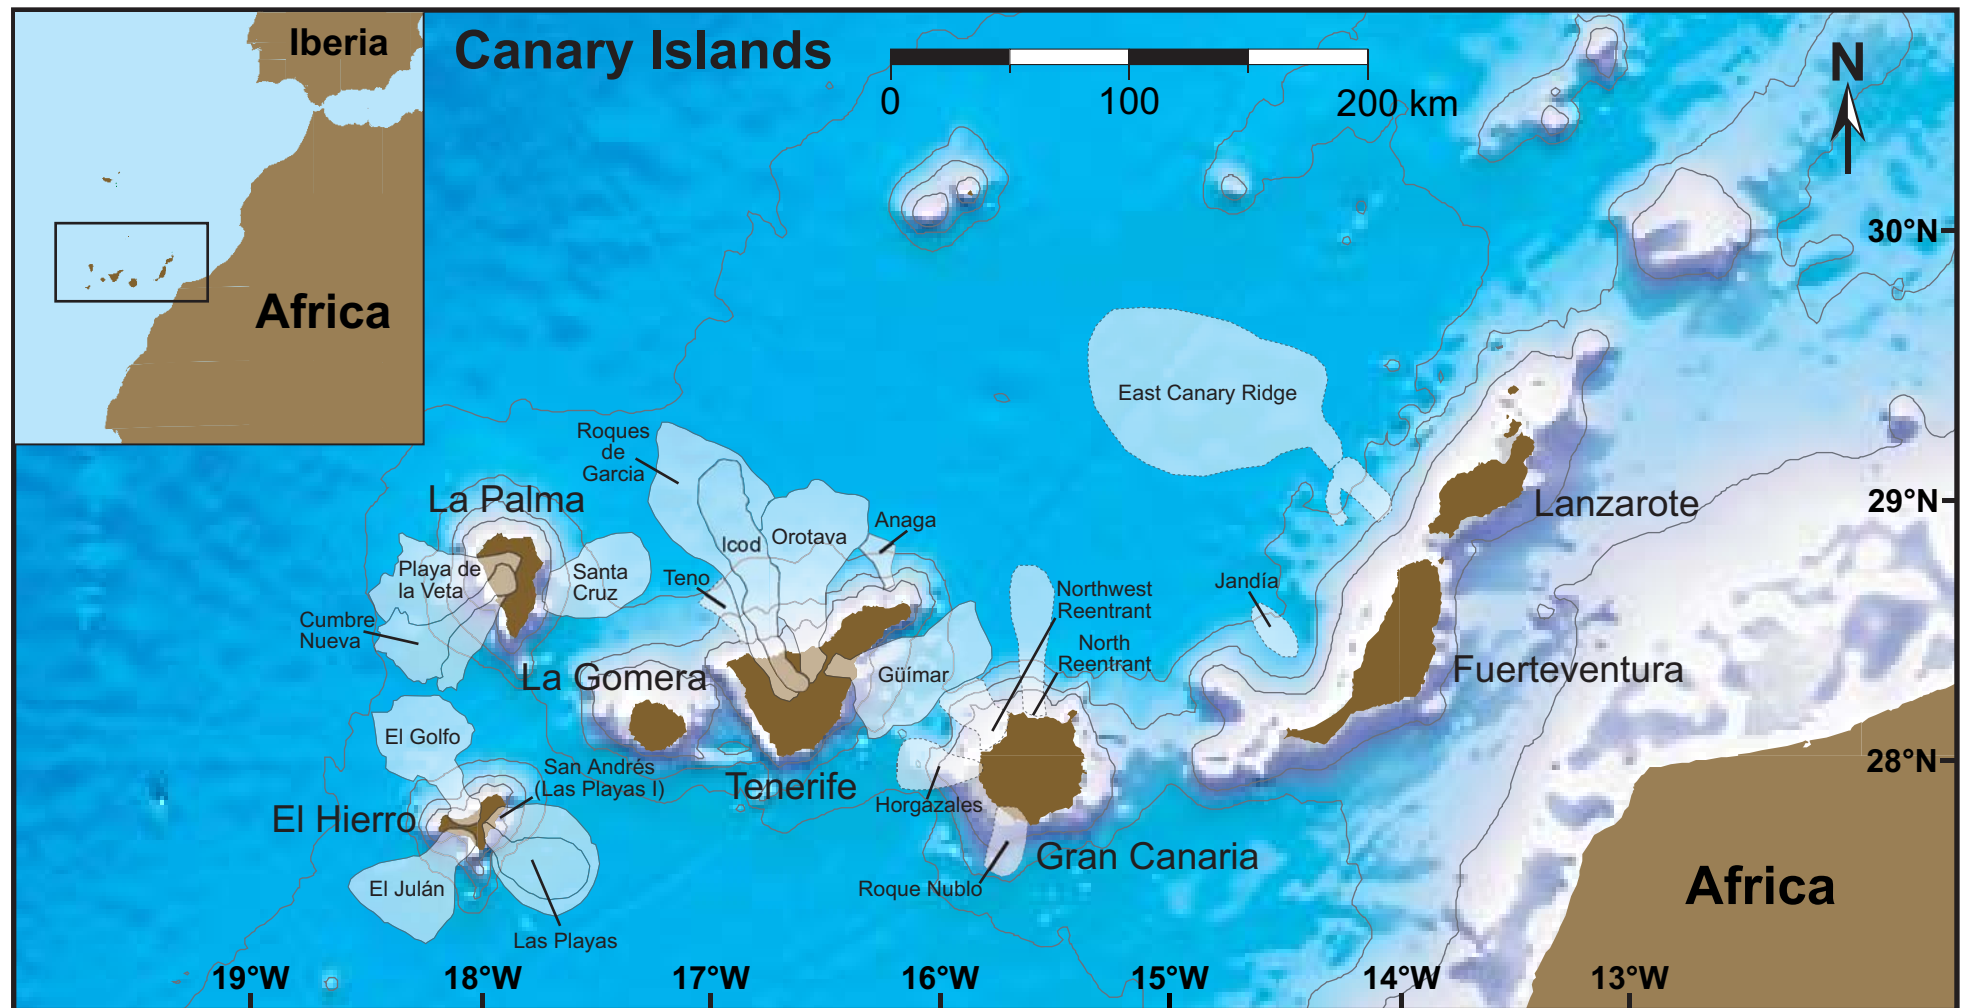 Iberia
Africa
Canary Islands
0
100
200 km
N
30°N
29°N
28°N
East Canary Ridge
Roques
de
Garcia
La Palma
Lanzarote
Icod
Orotava
Anaga
Playa de
la Veta
Santa
Cruz
Teno
Northwest
Reentrant
Jandía
Cumbre
Nueva
North
Reentrant
La Gomera
Güímar
Fuerteventura
El Golfo
San Andrés
(Las Playas I)
Tenerife
Horgazales
El Hierro
Gran Canaria
El Julán
Roque Nublo
Africa
Las Playas
19°W
18°W
17°W
16°W
15°W
14°W
13°W